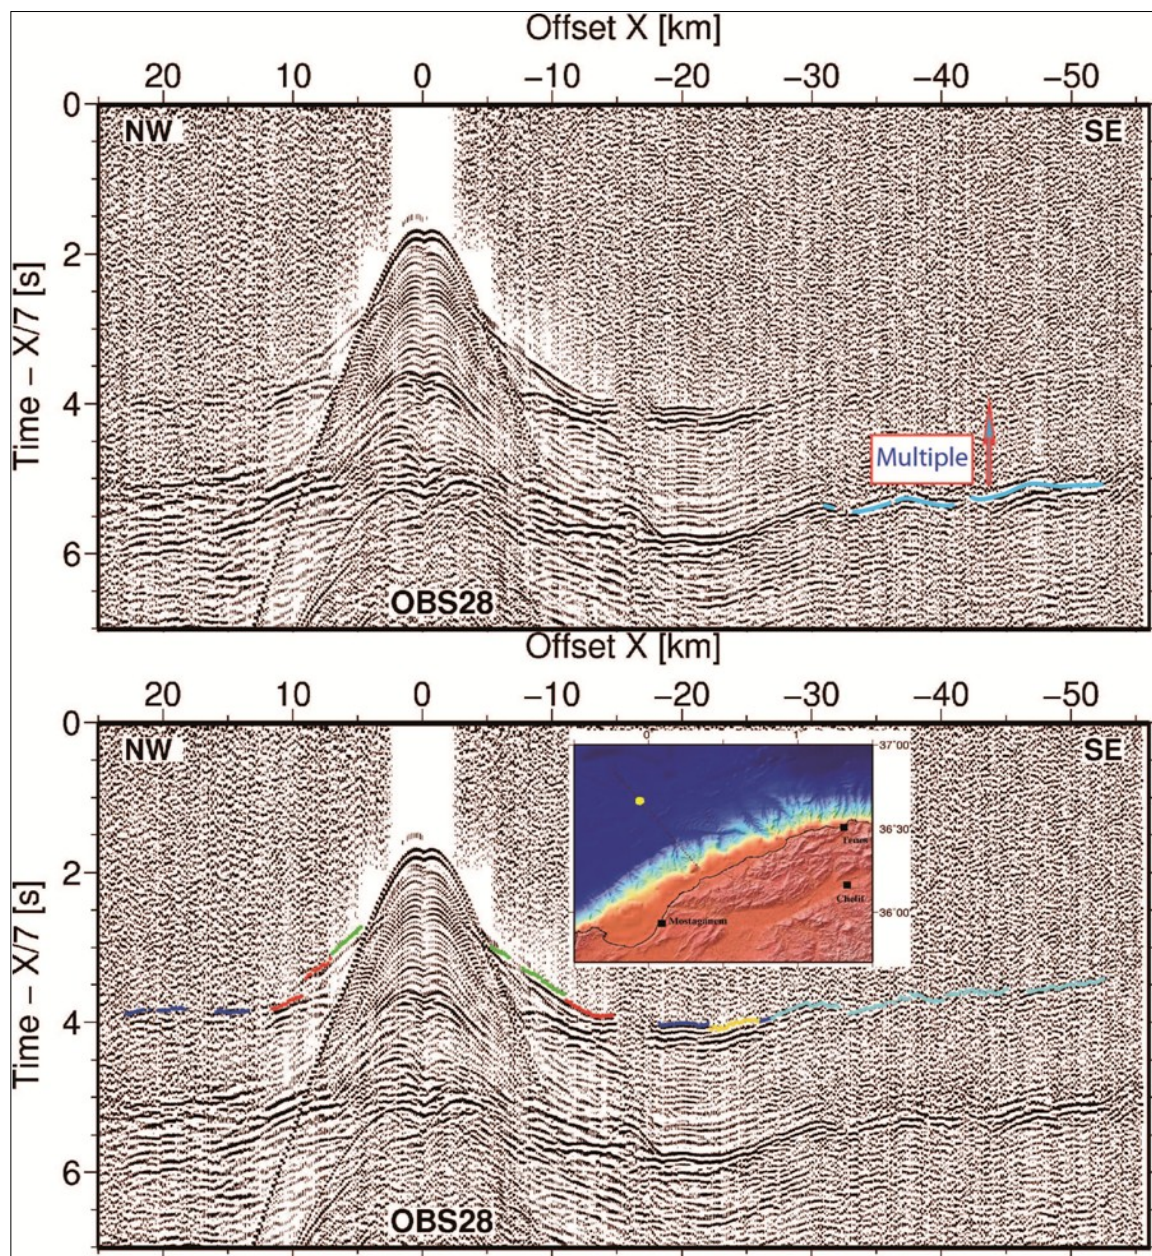 Offset X [km]
20 10 0 −10 −20 −30 −40 −50
Time − X/7 [s]
0
NW SE
2
4
Multiple
6
OBS28
Offset X [km]
20 10 0 −10 −20 −30 −40 −50
Time − X/7 [s]
0
NW SE
0 1
37°00'
36°30'
Tenes
2
Chelif
36°00'
Mostaganem
4
6
OBS28